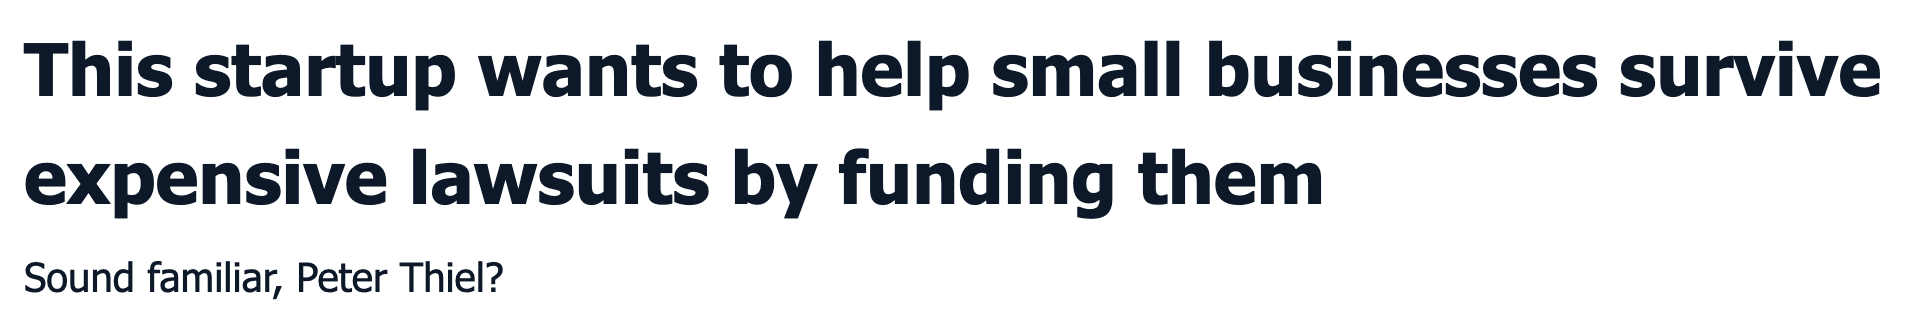 This startup wants to help small businesses survive
expensive lawsuits by funding them
Sound familiar, Peter Thiel?